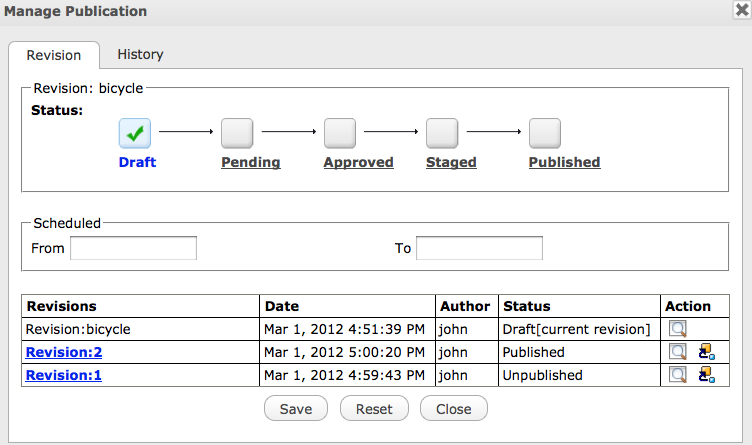 Manage Publication
Revision History
Revision: bicycle
Status:
Draft Pending Approved Staged Published
Scheduled
From To
Revisions Date Author Status Action
Revision:bicycle Mar 1, 2012 4:51:39 PM john Draft[current revision]
Revision:2 Mar 1, 2012 5:00:20 PM john Published
Revision:1 Mar 1, 2012 4:59:43 PM john Unpublished
Save Reset Close